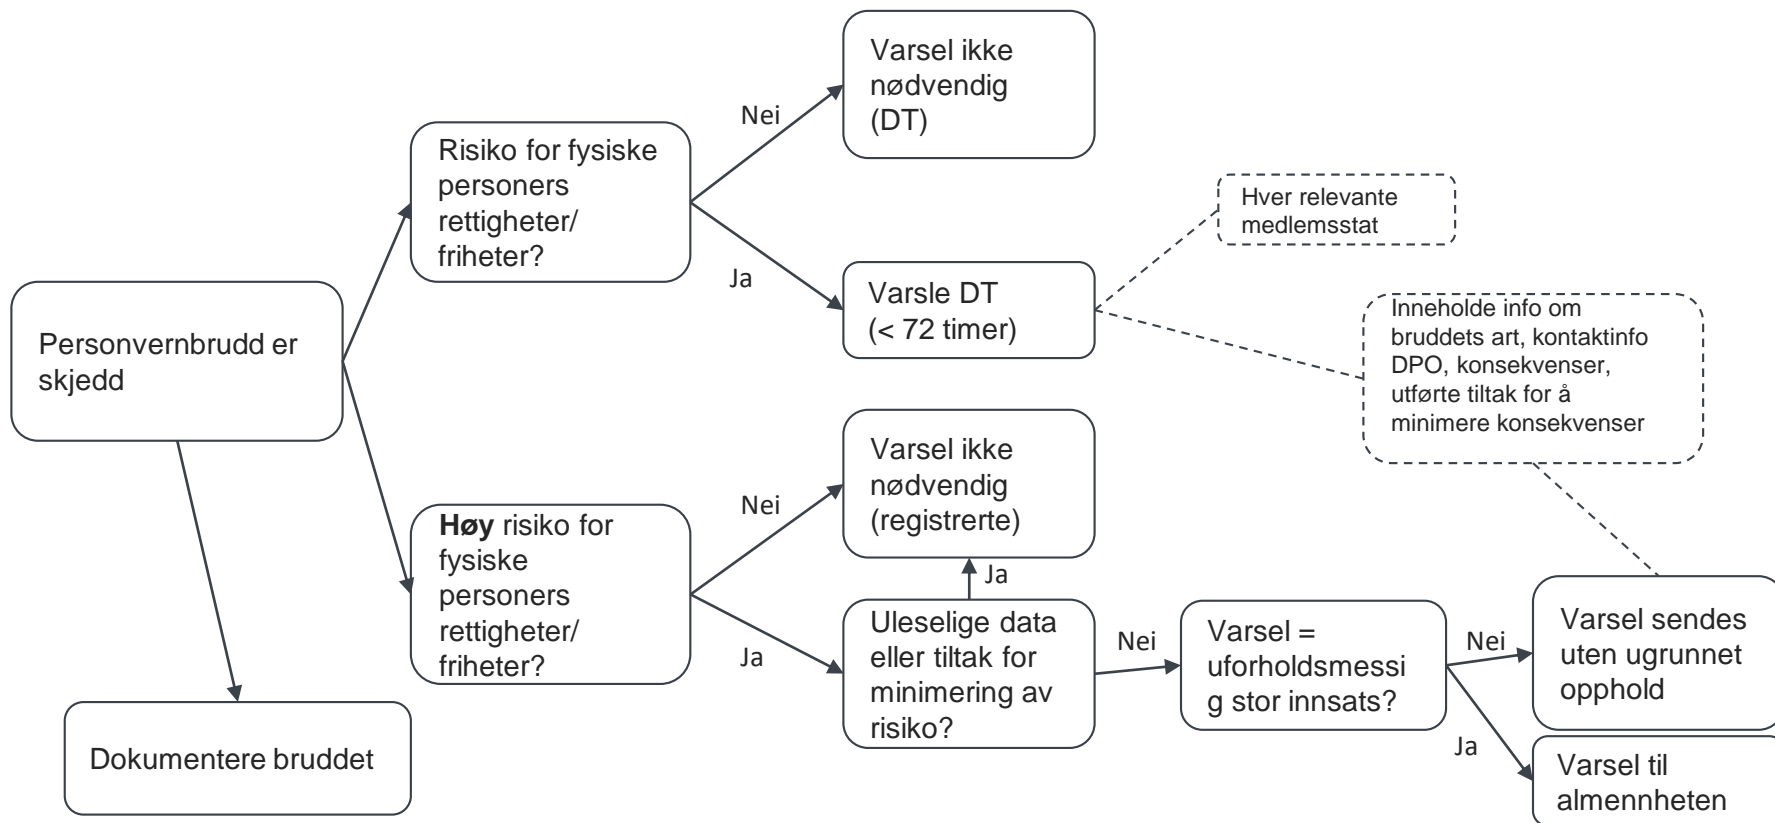 Varsel ikke
nødvendig
(DT)
Nei
Risiko for fysiske
personers
rettigheter/
friheter?
Hver relevante
medlemsstat
Ja
Varsle DT
(< 72 timer)
Inneholde info om
bruddets art, kontaktinfo
DPO, konsekvenser,
utførte tiltak for å
minimere konsekvenser
Personvernbrudd er
skjedd
Varsel ikke
nødvendig
(registrerte)
Nei
Høy risiko for
fysiske
personers
rettigheter/
friheter?
Ja
Ja
Uleselige data
eller tiltak for
minimering av
risiko?
Nei
Varsel =
uforholdsmessi
g stor innsats?
Nei
Varsel sendes
uten ugrunnet
opphold
Ja
Varsel til
almennheten
Dokumentere bruddet